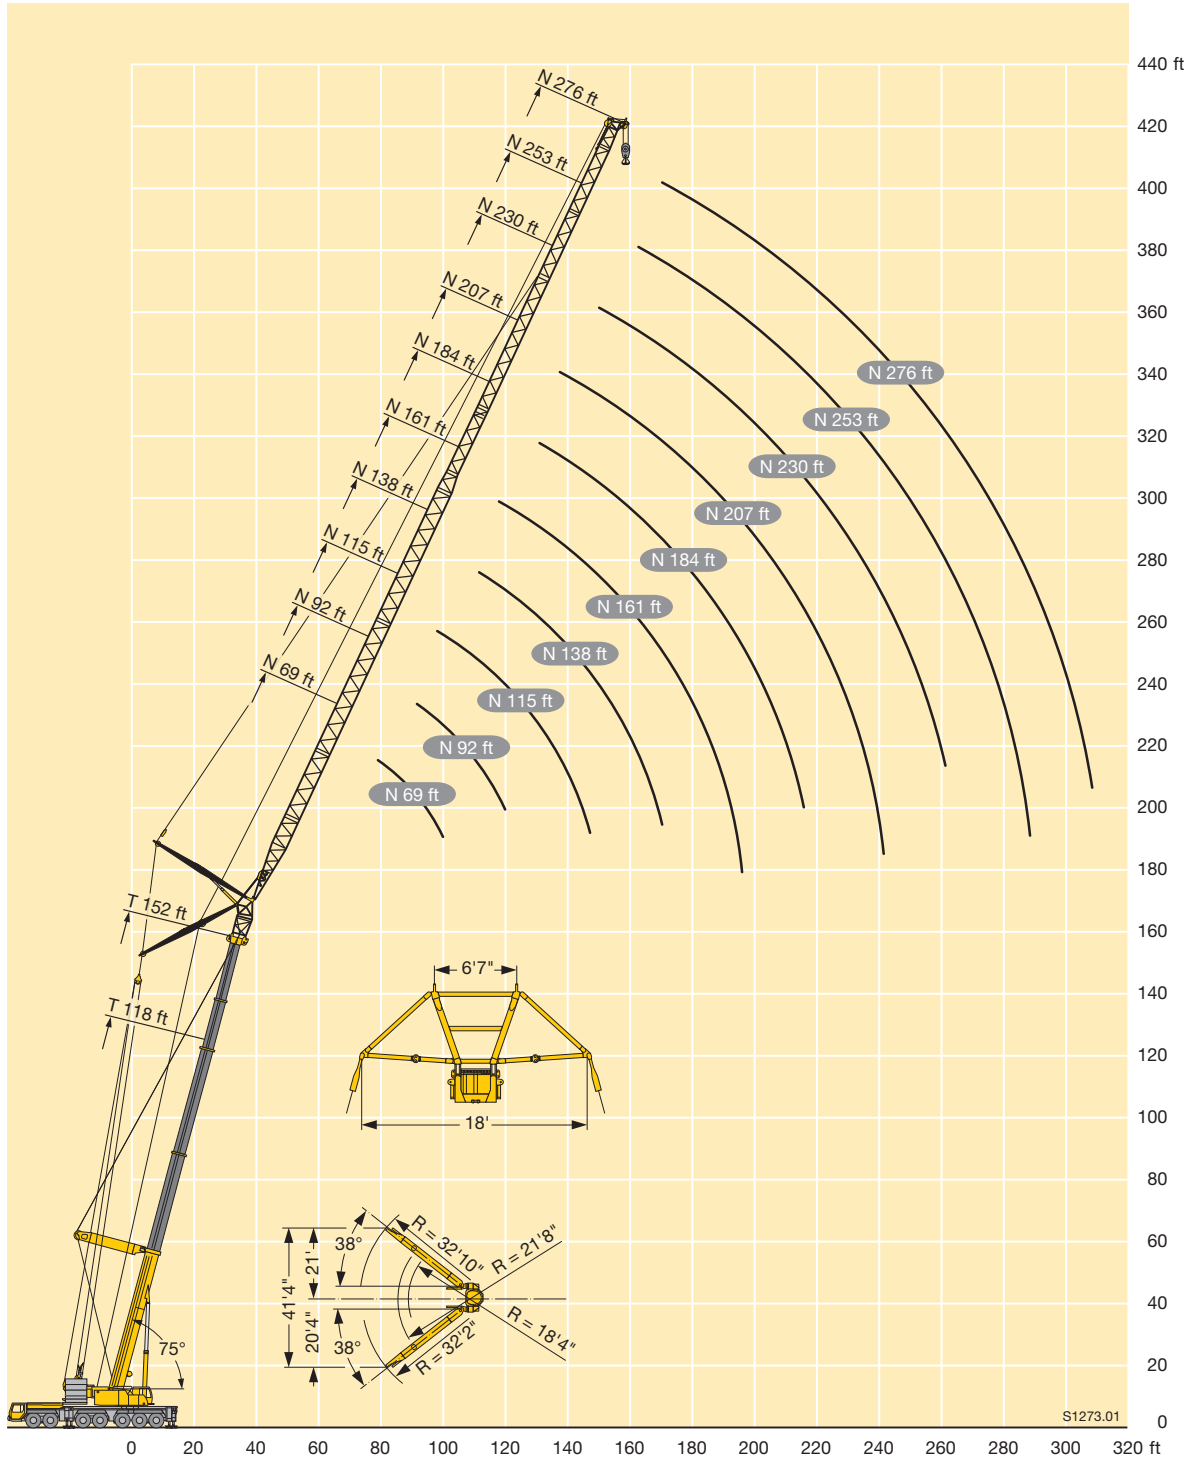 440 ft
N 276 ft
420
N 253 ft
400
N 230 ft
380
N 207 ft
360
N 184 ft
340
N 276 ft
N 161 ft
320
N 253 ft
N 138 ft
300
N 230 ft
N 115 ft
280
N 207 ft
N 92 ft
260
N 184 ft
N 69 ft
240
N 161 ft
220
N 138 ft
200
N 115 ft
180
N 92 ft
160
N 69 ft
T 152 ft
140
6'7"
T 118 ft
120
100
18'
80
60
R = 32'10"
R = 21'8"
38°
21'
41'4"
40
20'4"
38°
R = 32'2"
R = 18'4"
75°
20
S1273.01
0
0 20 40 60 80 100 120 140 160 180 200 220 240 260 280 300 320 ft